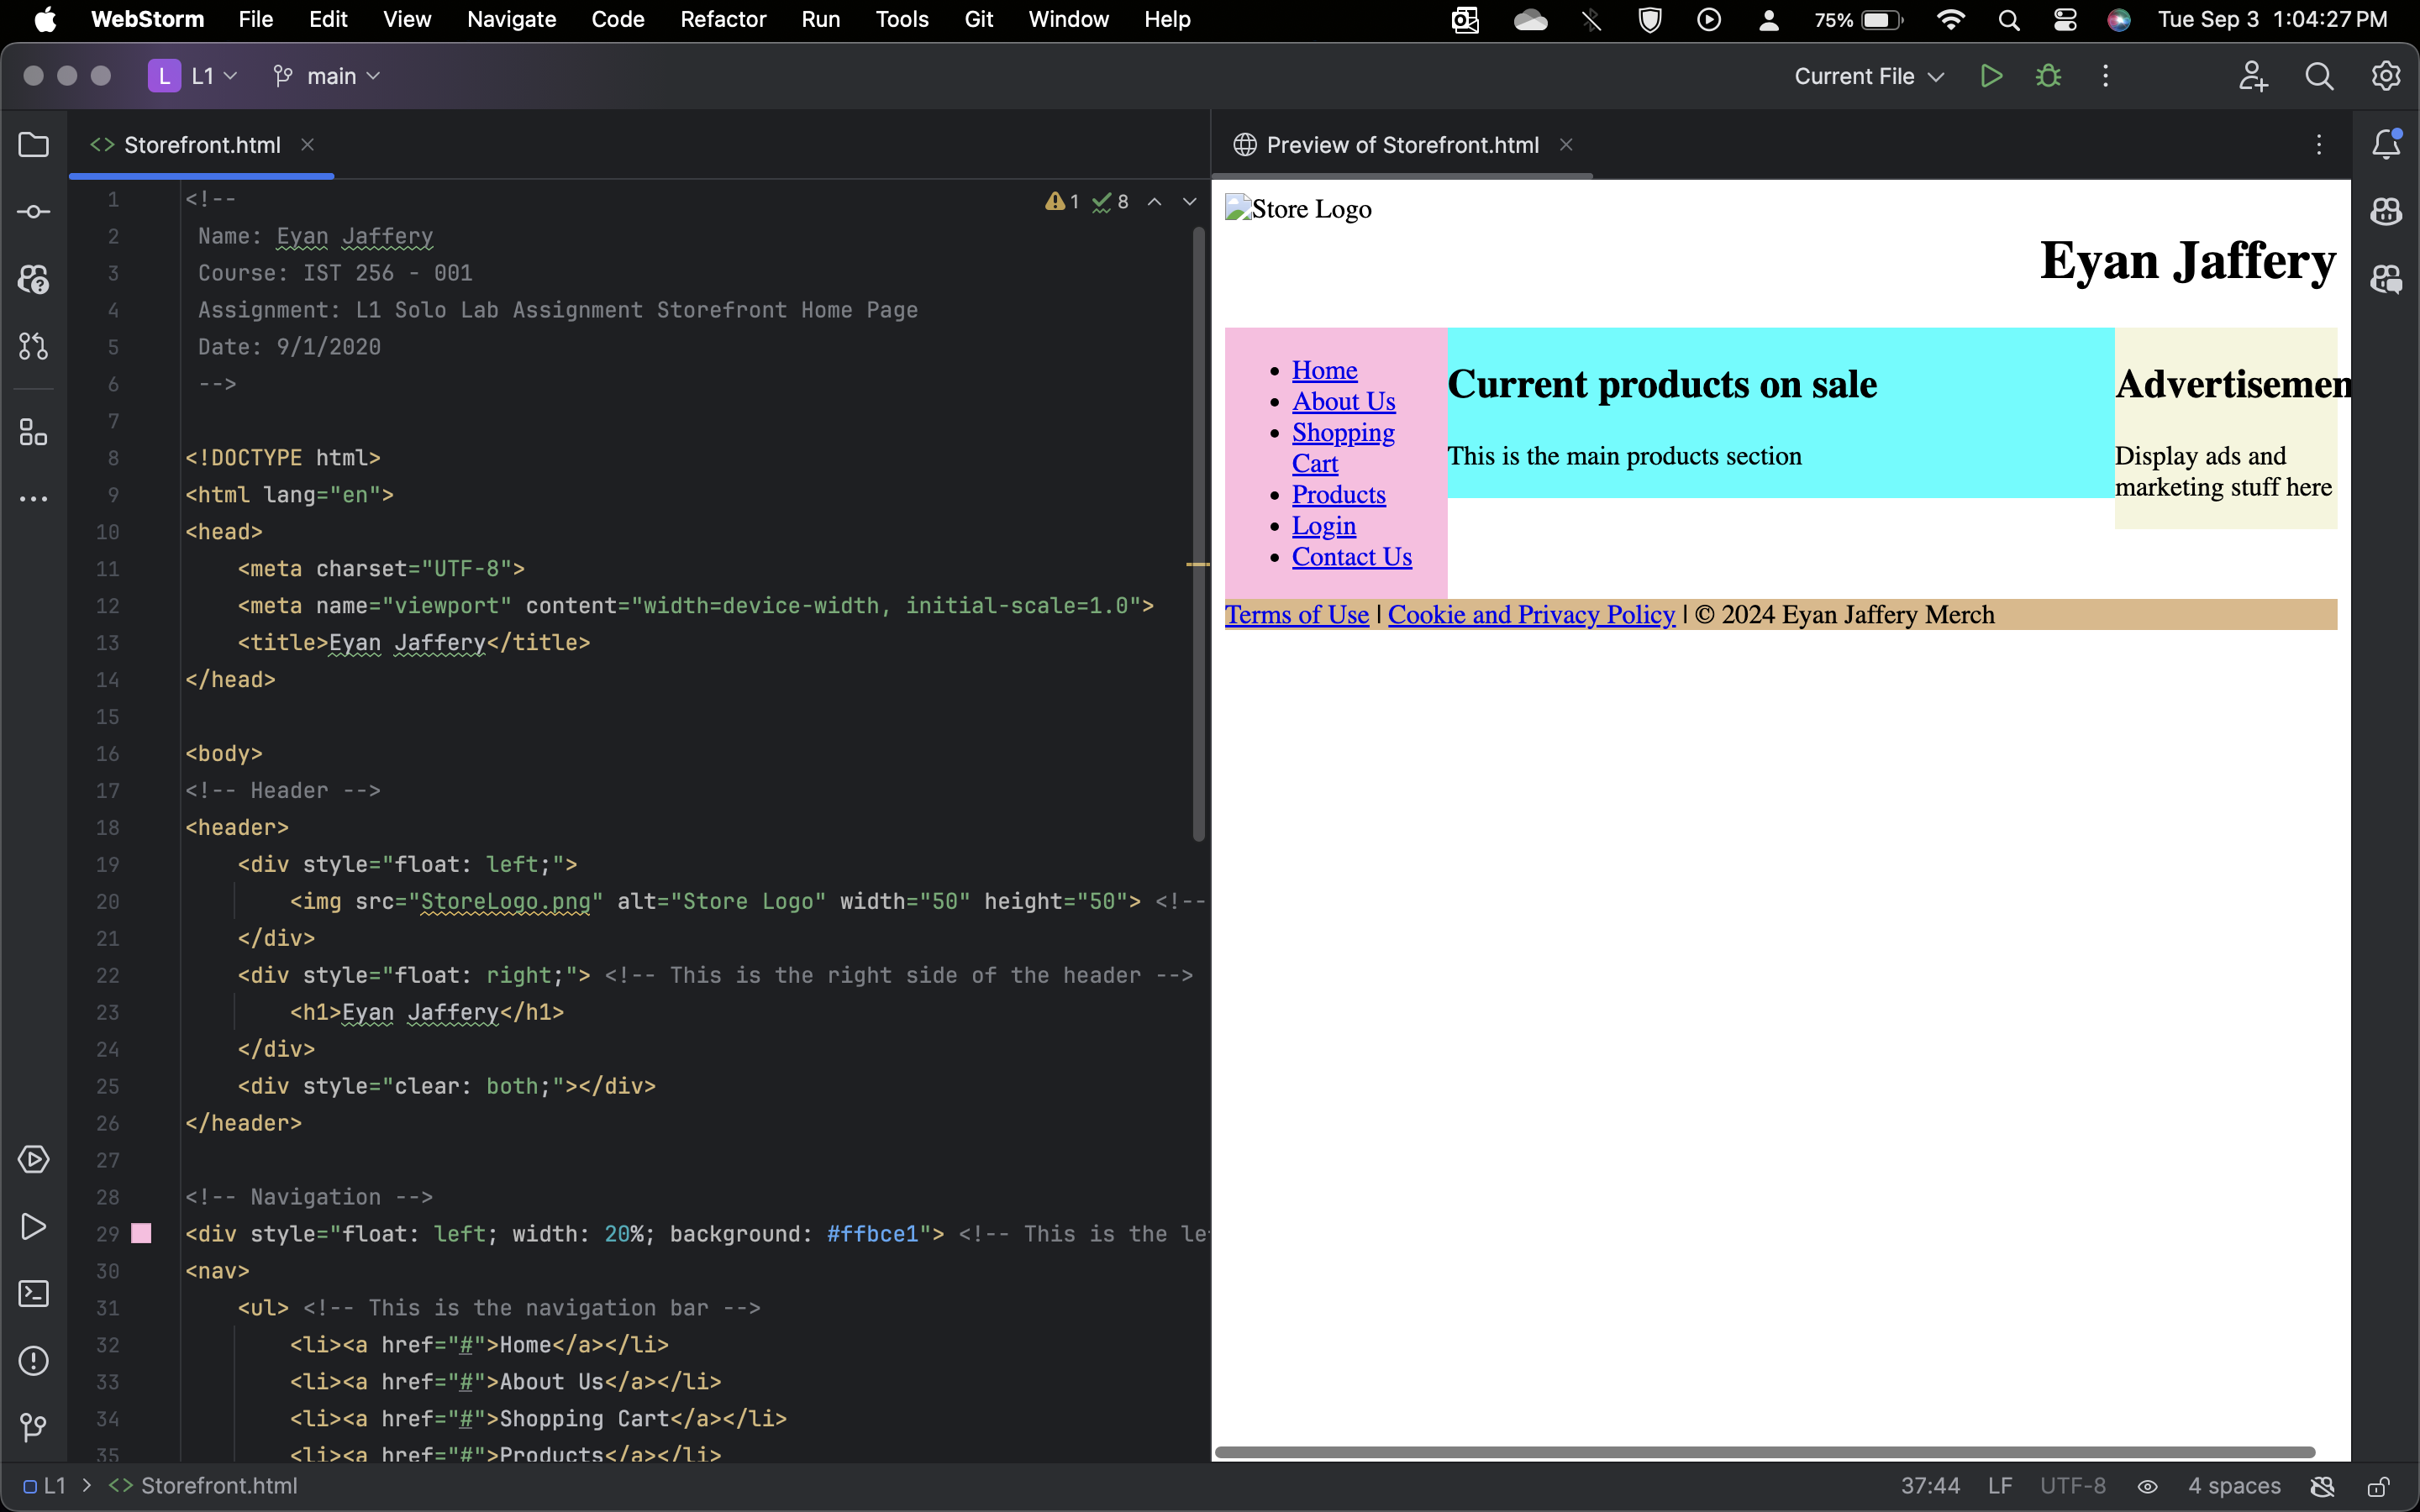 WebStorm File Edit View Navigate Code Refactor Run Tools Git Window Help 75% Tue Sep 3 1:04:27 PM
L L1 main Current File
<> Storefront.html
1 <!--
2 Name: Eyan Jaffery
3 Course: IST 256 - 001
4 Assignment: L1 Solo Lab Assignment Storefront Home Page
5 Date: 9/1/2020
6 -->
7
8 <!DOCTYPE html>
9 <html lang="en">
10 <head>
11 <meta charset="UTF-8">
12 <meta name="viewport" content="width=device-width, initial-scale=1.0">
13 <title>Eyan Jaffery</title>
14 </head>
15
16 <body>
17 <!-- Header -->
18 <header>
19 <div style="float: left;">
20 <img src="StoreLogo.png" alt="Store Logo" width="50" height="50"> <!--
21 </div>
22 <div style="float: right;"> <!-- This is the right side of the header -->
23 <h1>Eyan Jaffery</h1>
24 </div>
25 <div style="clear: both;"></div>
26 </header>
27
28 <!-- Navigation -->
29 <div style="float: left; width: 20%; background: #ffbce1"> <!-- This is the le
30 <nav>
31 <ul> <!-- This is the navigation bar -->
32 <li><a href="#">Home</a></li>
33 <li><a href="#">About Us</a></li>
34 <li><a href="#">Shopping Cart</a></li>
35 <li><a href="#">Products</a></li>
1 8
Preview of Storefront.html
Store Logo
Eyan Jaffery
Home
About Us
Shopping
Cart
Products
Login
Contact Us
Current products on sale
This is the main products section
Advertisemen
Display ads and
marketing stuff here
Terms of Use | Cookie and Privacy Policy | © 2024 Eyan Jaffery Merch
L1 > <> Storefront.html 37:44 LF UTF-8 4 spaces